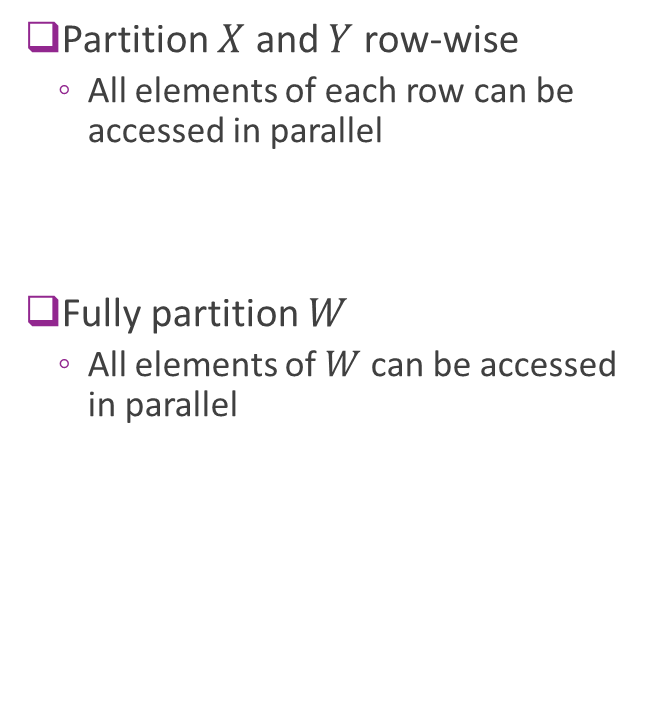 ❑Partition X and Y row-wise
◦ All elements of each row can be
accessed in parallel
❑Fully partition W
◦ All elements of W can be accessed
in parallel